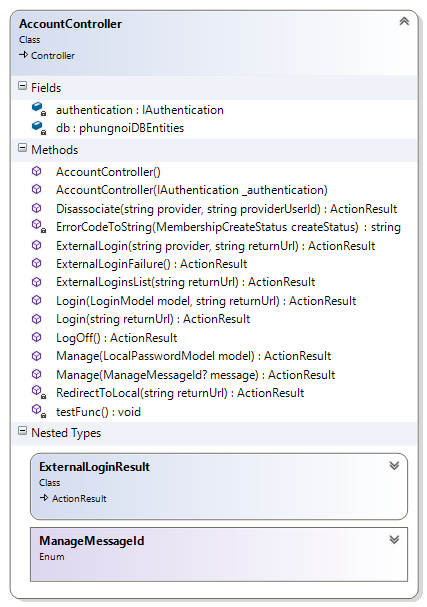 AccountController
Class
Controller
Fields
authentication : IAuthentication
db : phungnoiDBEntities
Methods
AccountController()
AccountController(IAuthentication _authentication)
Disassociate(string provider, string providerUserId) : ActionResult
ErrorCodeToString(MembershipCreateStatus createStatus) : string
ExternalLogin(string provider, string returnUrl) : ActionResult
ExternalLoginFailure() : ActionResult
ExternalLoginsList(string returnUrl) : ActionResult
Login(LoginModel model, string returnUrl) : ActionResult
Login(string returnUrl) : ActionResult
LogOff() : ActionResult
Manage(LocalPasswordModel model) : ActionResult
Manage(ManageMessageId? message) : ActionResult
RedirectToLocal(string returnUrl) : ActionResult
testFunc() : void
Nested Types
ExternalLoginResult
Class
ActionResult
ManageMessageId
Enum